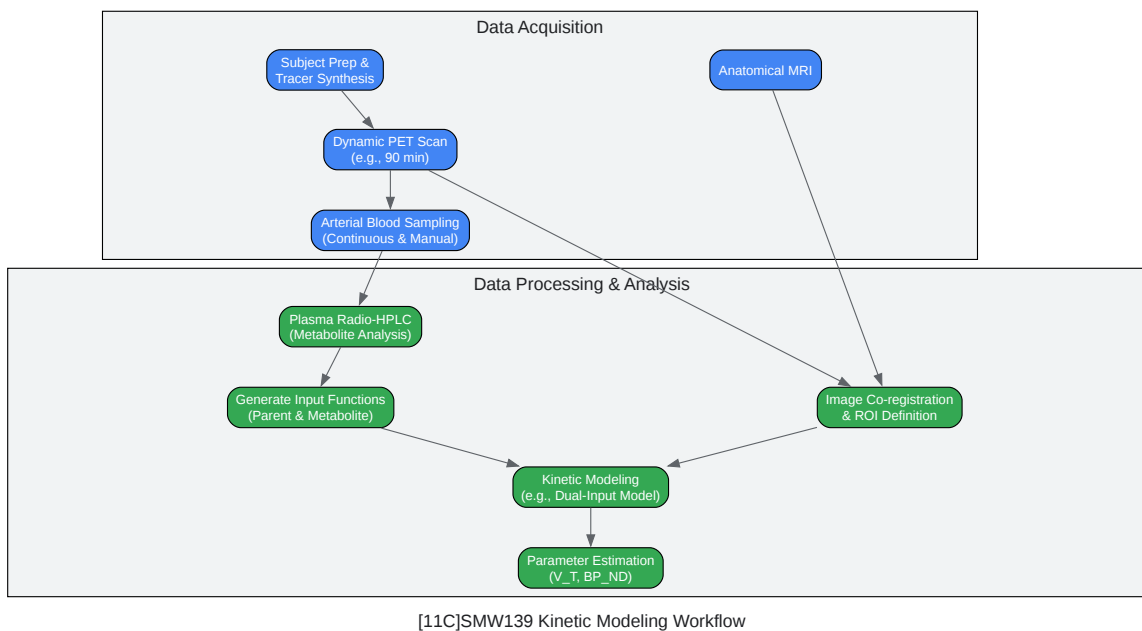 Data Acquisition
Subject Prep &
Tracer Synthesis
Anatomical MRI
Dynamic PET Scan
(e.g., 90 min)
Arterial Blood Sampling
(Continuous & Manual)
Data Processing & Analysis
Plasma Radio-HPLC
(Metabolite Analysis)
Generate Input Functions
(Parent & Metabolite)
Image Co-registration
& ROI Definition
Kinetic Modeling
(e.g., Dual-Input Model)
Parameter Estimation
(V_T, BP_ND)
[11C]SMW139 Kinetic Modeling Workflow